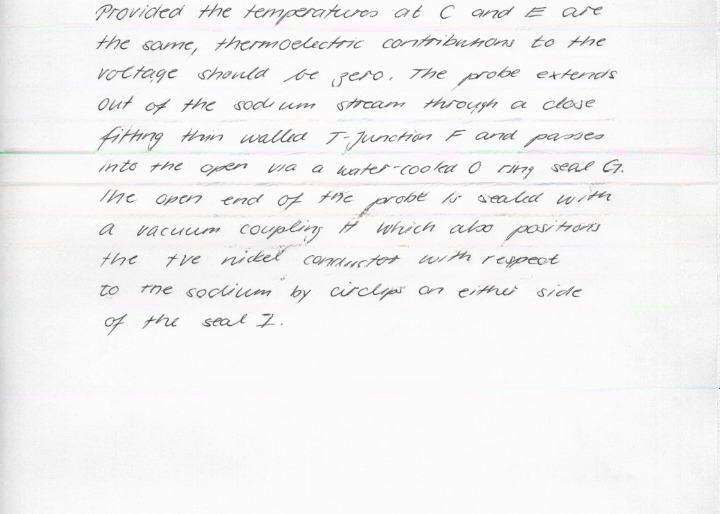 Provided the temperatures at C and E are
the same, thermoelectric contributions to the
voltage should be zero. The probe extends
out of the sodium stream through a close
fitting thin walled T-Junction F and passes
into the open via a water-cooled O ring seal G.
The open end of the probe is sealed with
a vacuum coupling H which also positions
the +ve nickel conductor with respect
to the sodium by circlips on either side
of the seal I.